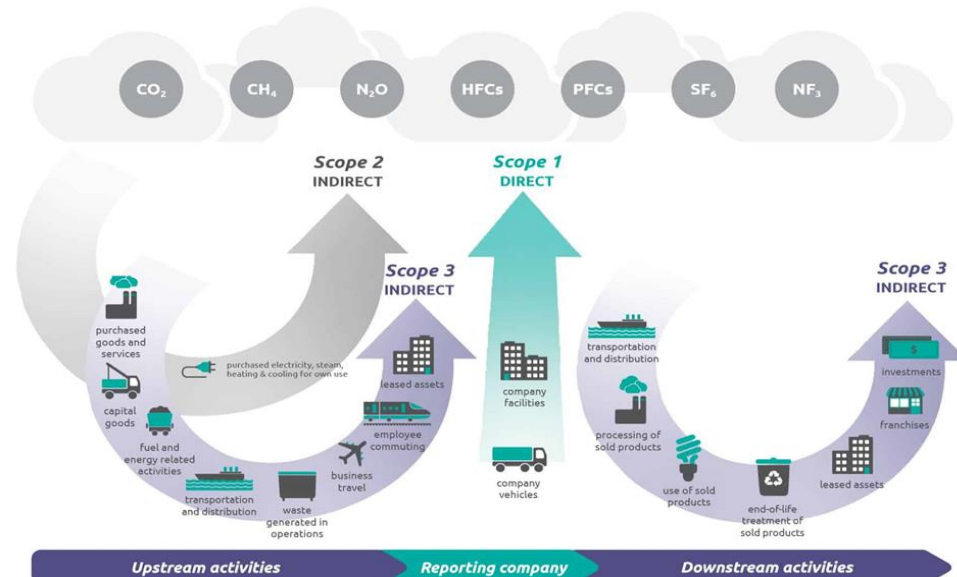 CO₂
CH₄
N₂O
HFCs
PFCs
SF₆
NF₃
Scope 2
INDIRECT
Scope 1
DIRECT
Scope 3
INDIRECT
Scope 3
INDIRECT
purchased
goods and
services
capital
goods
fuel and
energy related
activities
transportation
and distribution
waste
generated in
operations
business
travel
employee
commuting
leased assets
purchased electricity, steam,
heating & cooling for own use
company
facilities
company
vehicles
transportation
and distribution
processing of
sold products
use of sold
products
end-of-life
treatment of
sold products
leased assets
franchises
$
investments
Upstream activities
Reporting company
Downstream activities